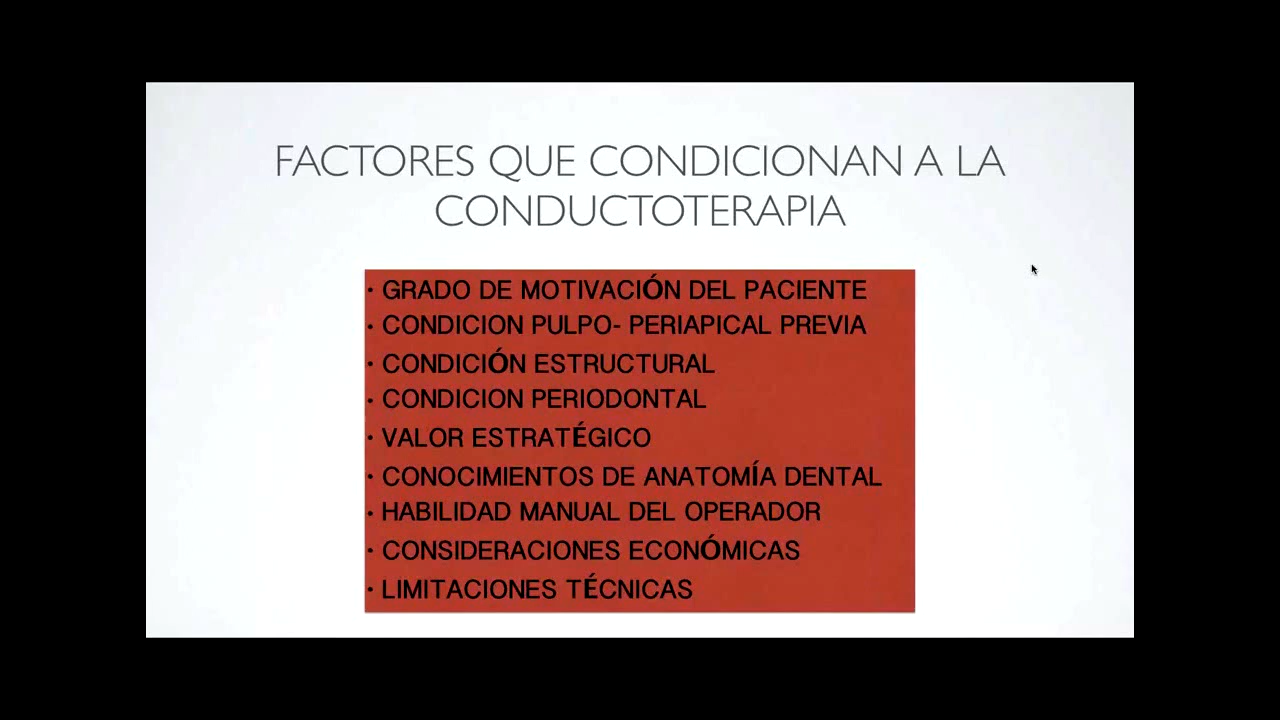 FACTORES QUE CONDICIONAN A LA
CONDUCTOTERAPIA
• GRADO DE MOTIVACIÓN DEL PACIENTE
• CONDICION PULPO- PERIAPICAL PREVIA
• CONDICIÓN ESTRUCTURAL
• CONDICION PERIODONTAL
• VALOR ESTRATÉGICO
• CONOCIMIENTOS DE ANATOMÍA DENTAL
• HABILIDAD MANUAL DEL OPERADOR
• CONSIDERACIONES ECONÓMICAS
• LIMITACIONES TÉCNICAS